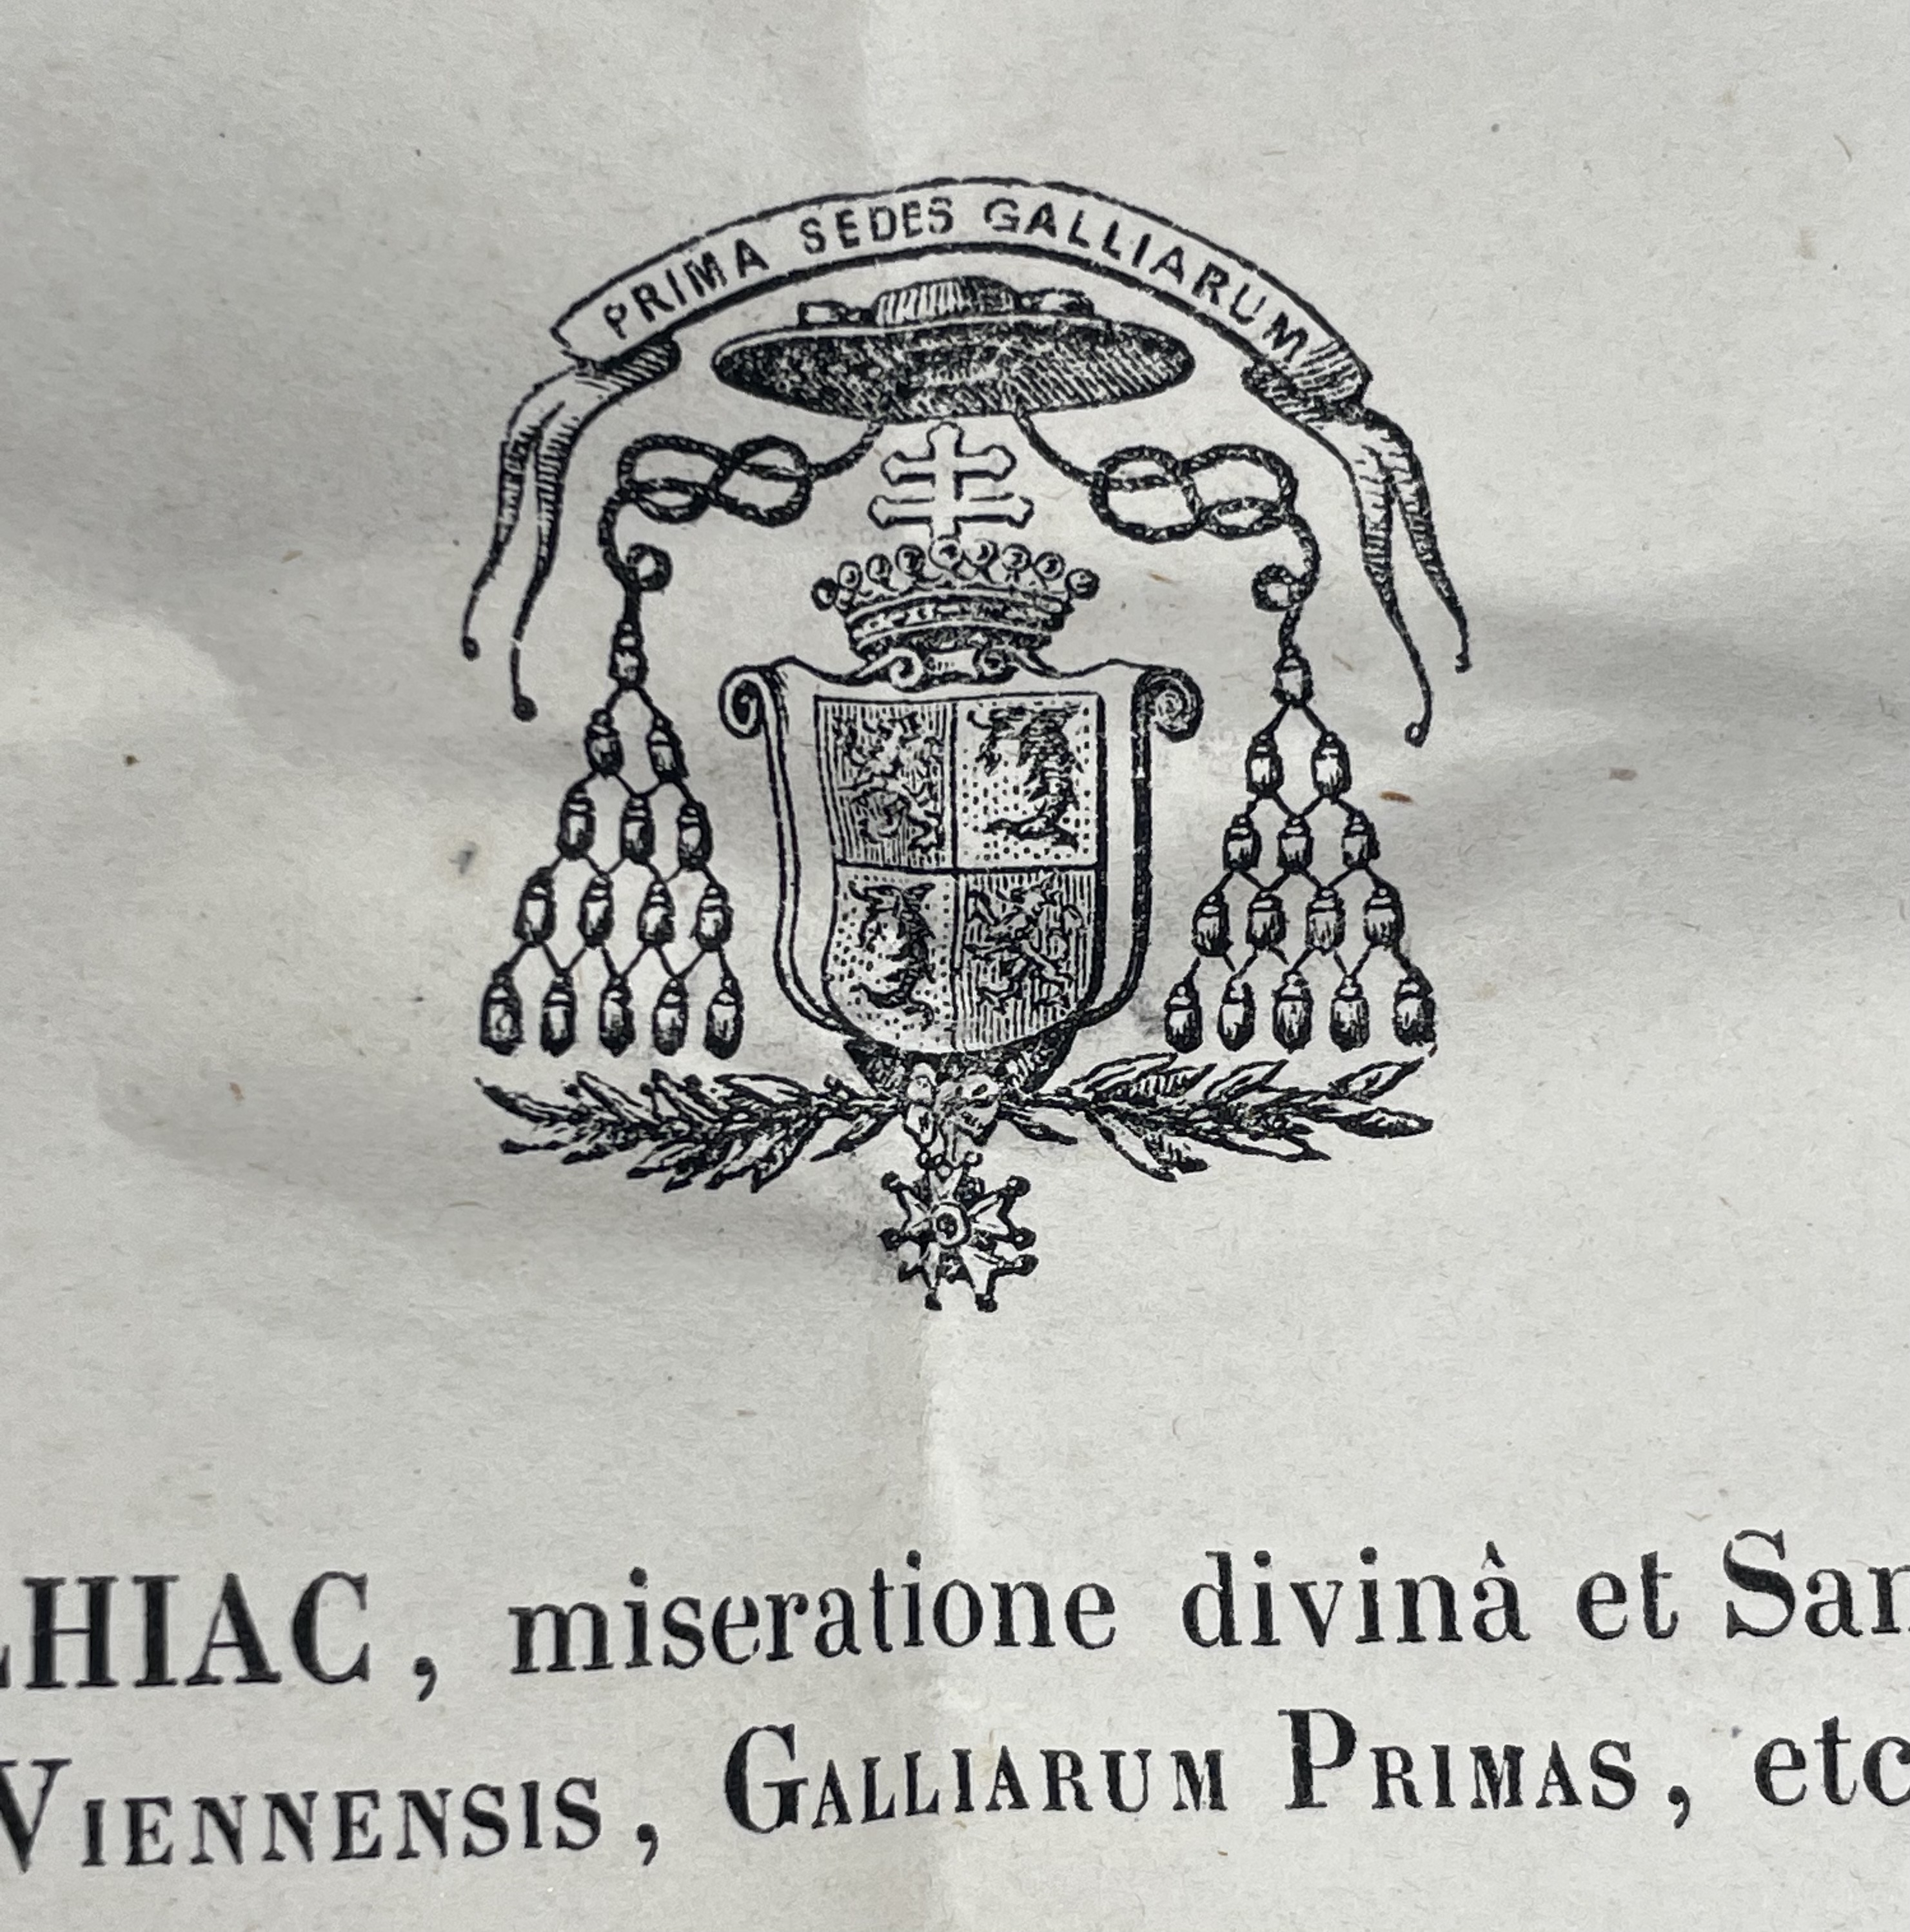 PRIMA SEDES GALLIARUM
LHIAC, miseratione divinâ et San
VIENNENSIS, GALLIARUM PRIMAS, etc